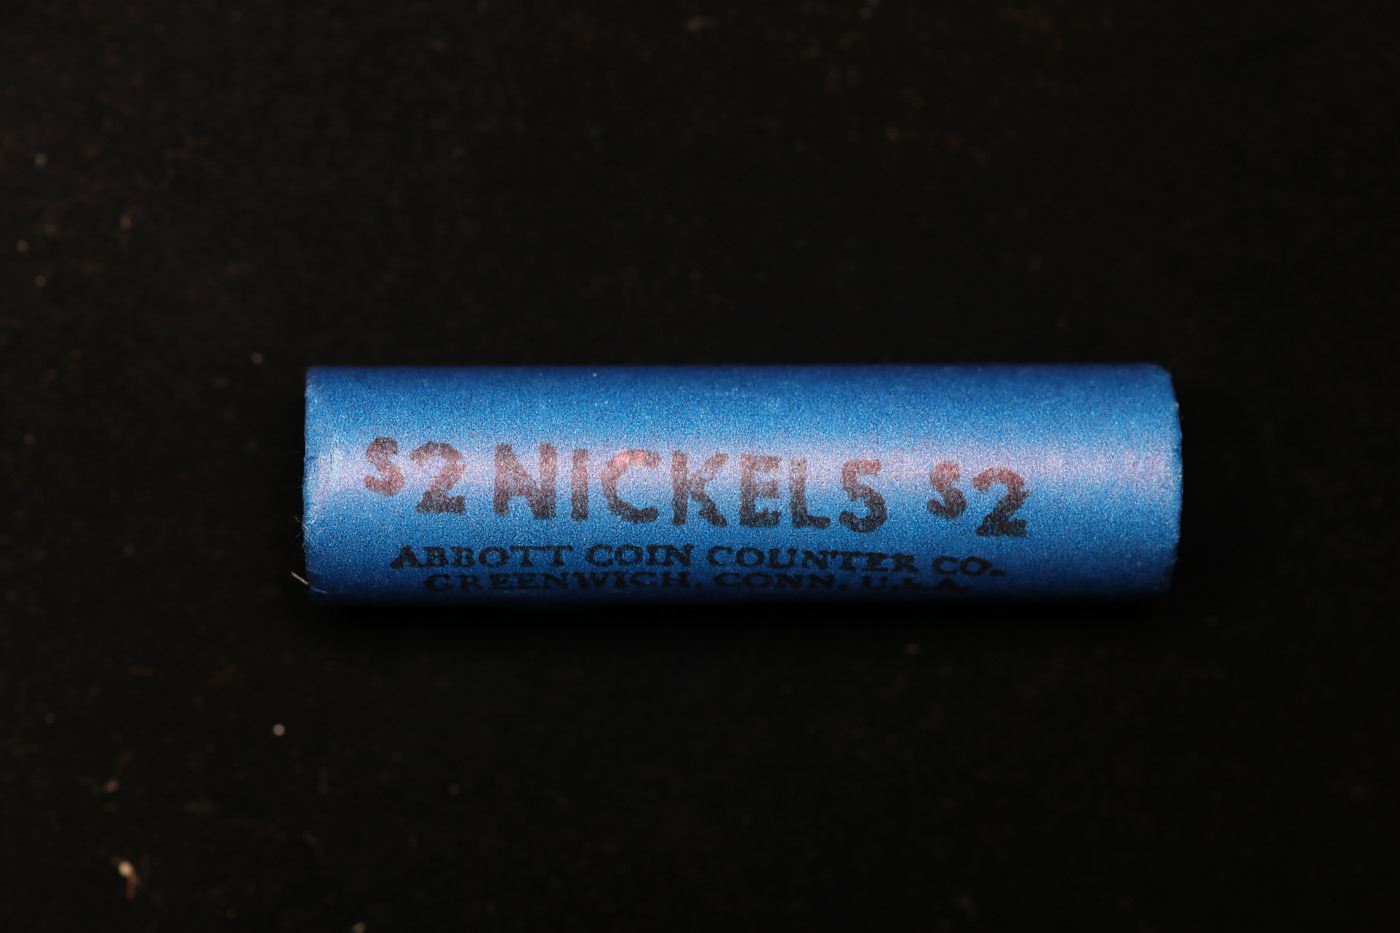 $2 NICKELS $2
ABBOTT COIN COUNTER CO.
GREENWICH, CONN. U.S.A.